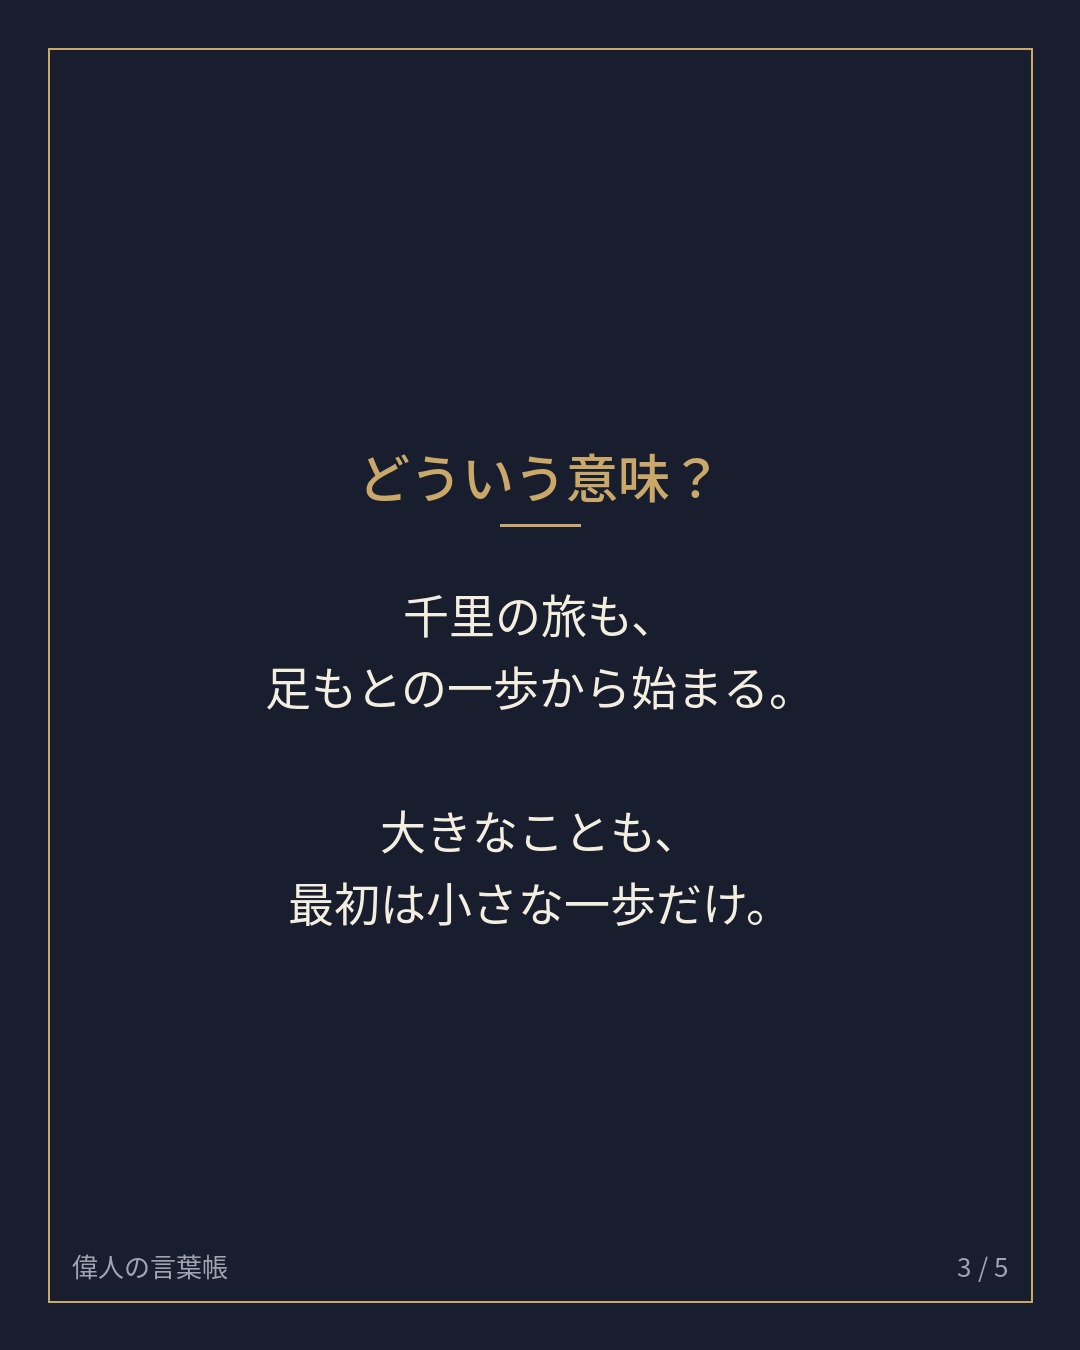 どういう意味？
千里の旅も、
足もとの一歩から始まる。
大きなことも、
最初は小さな一歩だけ。
偉人の言葉帳
3 / 5